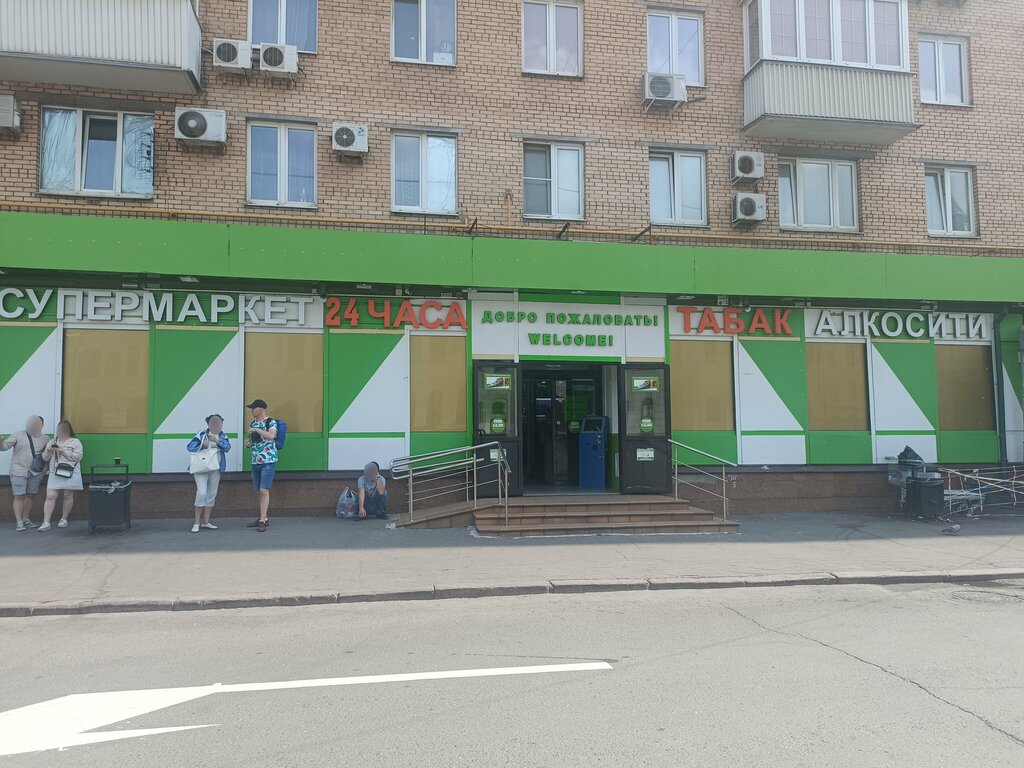 СУПЕРМАРКЕТ
24 ЧАСА
ДОБРО ПОЖАЛОВАТЬ!
WELCOME!
ТАБАК
АЛКОСИТИ